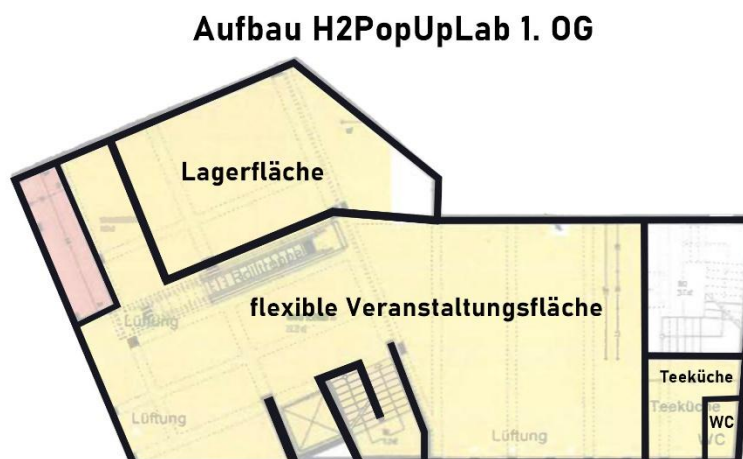 Aufbau H2PopUpLab 1. OG
Lagerfläche
flexible Veranstaltungsfläche
Lüftung
Teeküche
Teeküche
Lüftung
WC
Lüftung
WC